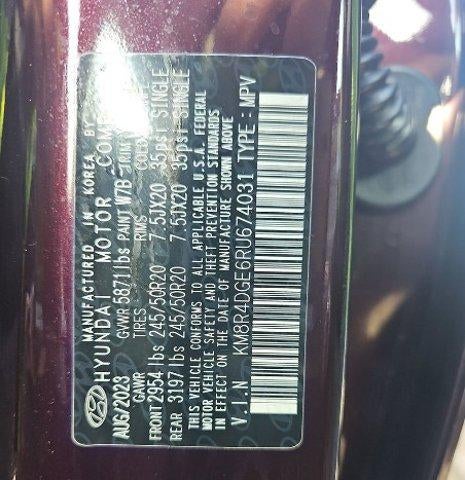 MANUFACTURED IN KOREA BY
HYUNDAI MOTOR COMP
AUG/2023 GVWR 5871 lbs PAINT W7B TRIM
GAWR TIRES RIMS COLD
FRONT 2954 lbs 245/50R20 7.5JX20 35psi SINGLE
REAR 3197 lbs 245/50R20 7.5JX20 35psi SINGLE
THIS VEHICLE CONFORMS TO ALL APPLICABLE U.S.A. FEDERAL
MOTOR VEHICLE SAFETY AND THEFT PREVENTION STANDARDS
IN EFFECT ON THE DATE OF MANUFACTURE SHOWN ABOVE
V.I.N KM8R4DGE6RU674031 TYPE : MPV